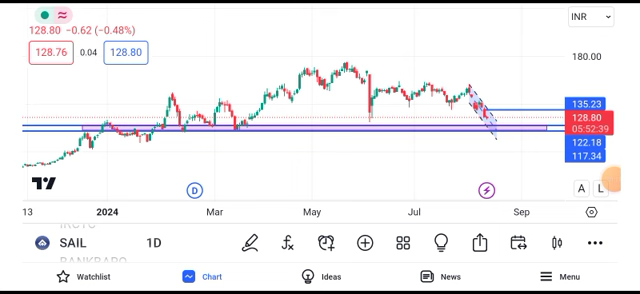 INR
128.80 −0.62 (−0.48%)
128.76
0.04
128.80
180.00
135.23
128.80
05:52:39
122.18
117.34
D
A
L
13
2024
Mar
May
Jul
Sep
SAIL
1D
Watchlist
Chart
Ideas
News
Menu